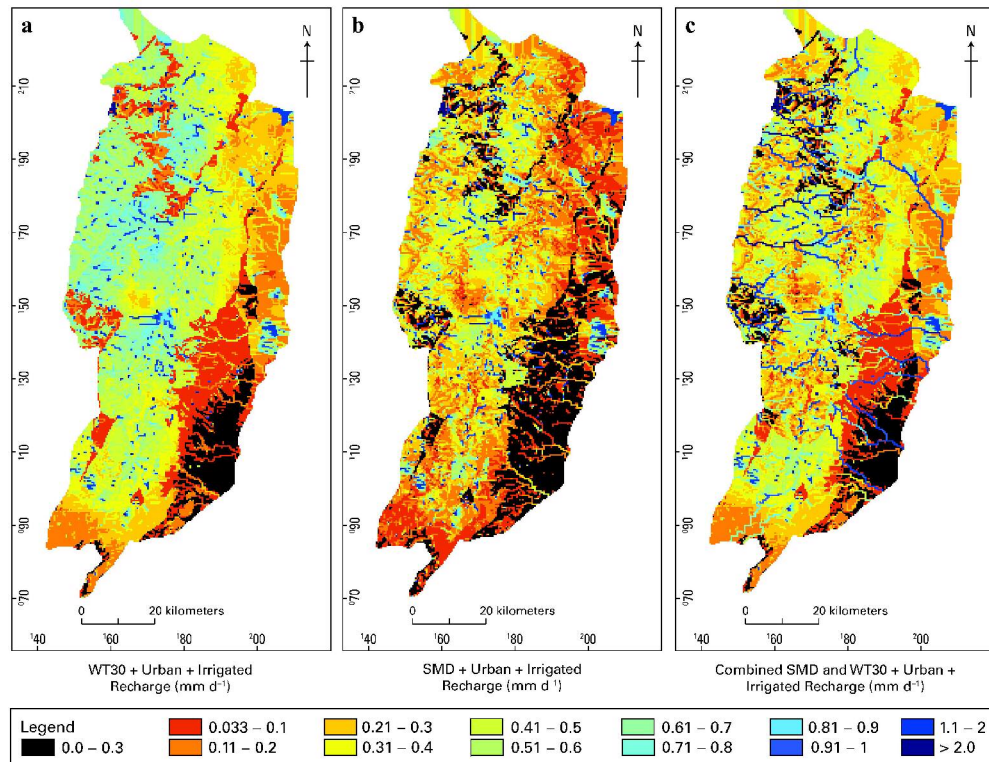 a
N
210
190
170
150
130
110
090
070
0 20 kilometers
140 160 180 200
WT30 + Urban + Irrigated
Recharge (mm d⁻¹)
b
N
210
190
170
150
130
110
090
070
0 20 kilometers
140 160 180 200
SMD + Urban + Irrigated
Recharge (mm d⁻¹)
c
N
210
190
170
150
130
110
090
070
0 20 kilometers
140 160 180 200
Combined SMD and WT30 + Urban +
Irrigated Recharge (mm d⁻¹)
Legend
0.0 – 0.3
0.033 – 0.1
0.11 – 0.2
0.21 – 0.3
0.31 – 0.4
0.41 – 0.5
0.51 – 0.6
0.61 – 0.7
0.71 – 0.8
0.81 – 0.9
0.91 – 1
1.1 – 2
> 2.0